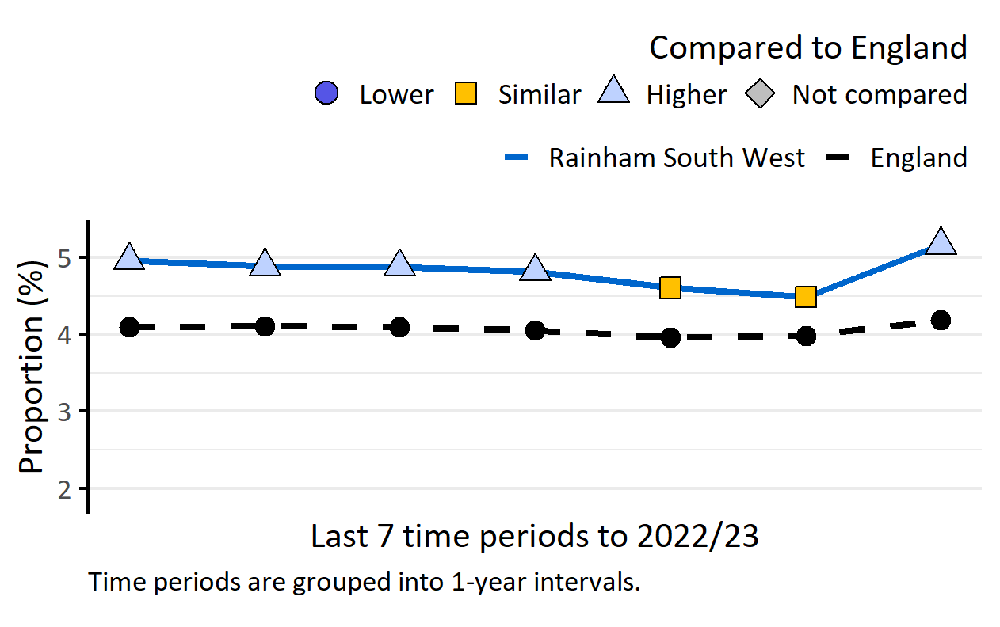 Compared to England
Lower Similar Higher Not compared
Rainham South West England
Proportion (%)
5
4
3
2
Last 7 time periods to 2022/23
Time periods are grouped into 1-year intervals.